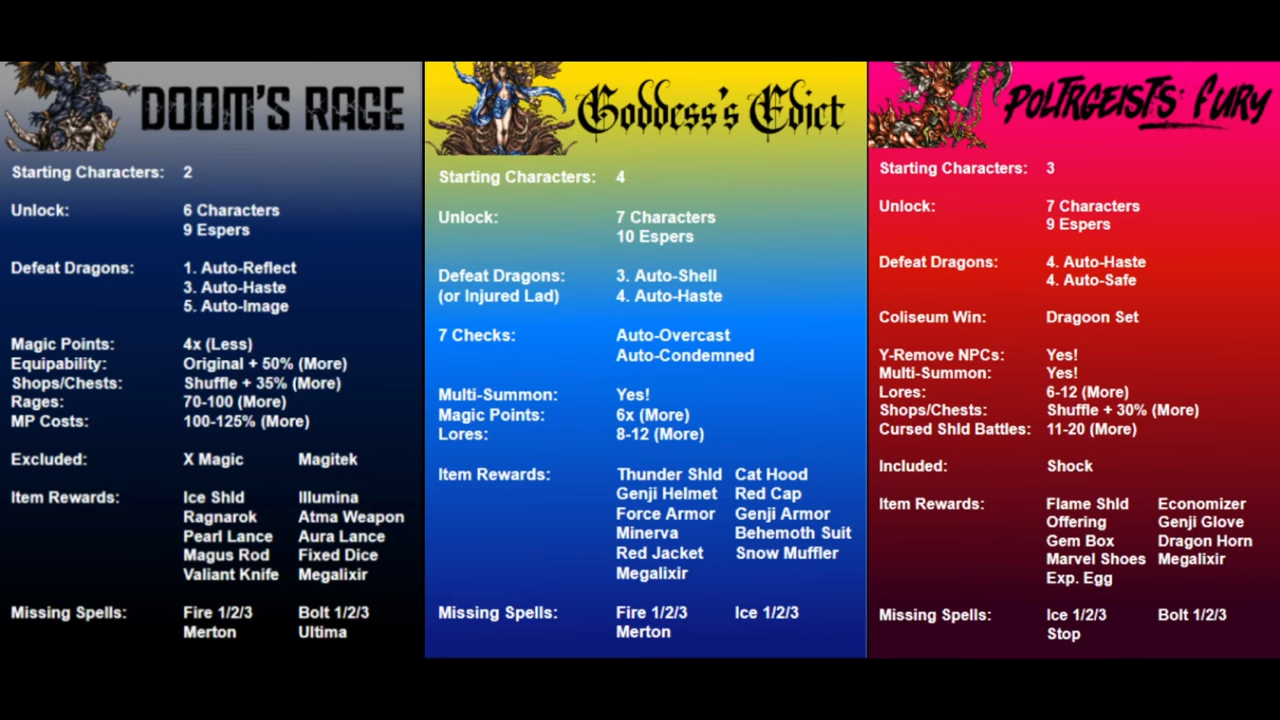 DOOM'S RAGE
Starting Characters: 2
Unlock: 6 Characters
9 Espers
Defeat Dragons: 1. Auto-Reflect
3. Auto-Haste
5. Auto-Image
Magic Points: 4x (Less)
Equipability: Original + 50% (More)
Shops/Chests: Shuffle + 35% (More)
Rages: 70-100 (More)
MP Costs: 100-125% (More)
Excluded: X Magic Magitek
Item Rewards: Ice Shld Illumina
Ragnarok Atma Weapon
Pearl Lance Aura Lance
Magus Rod Fixed Dice
Valiant Knife Megalixir
Missing Spells: Fire 1/2/3 Bolt 1/2/3
Merton Ultima
Goddess's Edict
Starting Characters: 4
Unlock: 7 Characters
10 Espers
Defeat Dragons: 3. Auto-Shell
(or Injured Lad) 4. Auto-Haste
7 Checks: Auto-Overcast
Auto-Condemned
Multi-Summon: Yes!
Magic Points: 6x (More)
Lores: 8-12 (More)
Item Rewards: Thunder Shld Cat Hood
Genji Helmet Red Cap
Force Armor Genji Armor
Minerva Behemoth Suit
Red Jacket Snow Muffler
Megalixir
Missing Spells: Fire 1/2/3 Ice 1/2/3
Merton
POLTRGEIST'S FURY
Starting Characters: 3
Unlock: 7 Characters
9 Espers
Defeat Dragons: 4. Auto-Haste
4. Auto-Safe
Coliseum Win: Dragoon Set
Y-Remove NPCs: Yes!
Multi-Summon: Yes!
Lores: 6-12 (More)
Shops/Chests: Shuffle + 30% (More)
Cursed Shld Battles: 11-20 (More)
Included: Shock
Item Rewards: Flame Shld Economizer
Offering Genji Glove
Gem Box Dragon Horn
Marvel Shoes Megalixir
Exp. Egg
Missing Spells: Ice 1/2/3 Bolt 1/2/3
Stop